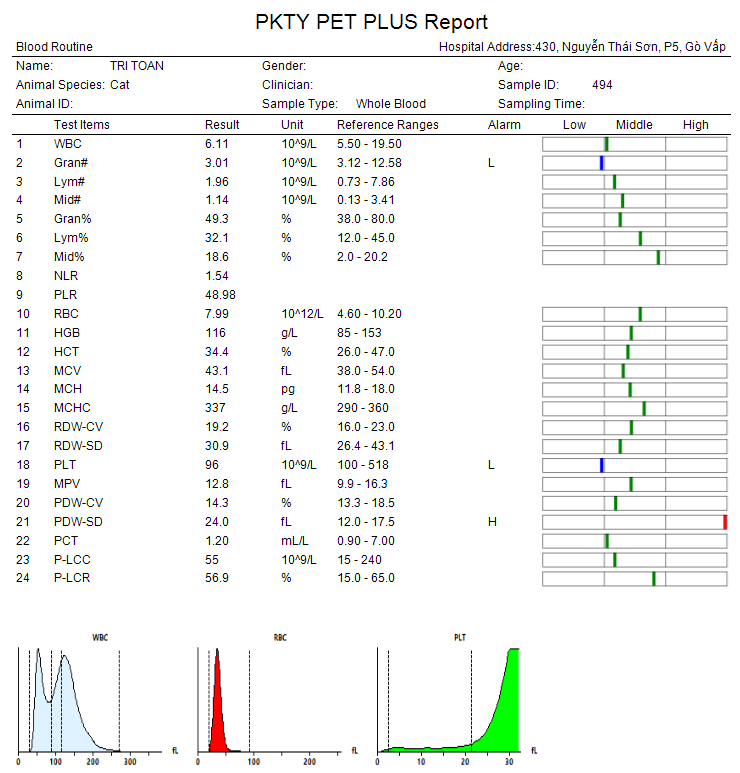 PKTY PET PLUS Report
Blood Routine Hospital Address:430, Nguyễn Thái Sơn, P5, Gò Vấp
Name: TRI TOAN Gender: Age:
Animal Species: Cat Clinician: Sample ID: 494
Animal ID: Sample Type: Whole Blood Sampling Time:
Test Items Result Unit Reference Ranges Alarm Low Middle High
1 WBC 6.11 10^9/L 5.50 - 19.50
2 Gran# 3.01 10^9/L 3.12 - 12.58 L
3 Lym# 1.96 10^9/L 0.73 - 7.86
4 Mid# 1.14 10^9/L 0.13 - 3.41
5 Gran% 49.3 % 38.0 - 80.0
6 Lym% 32.1 % 12.0 - 45.0
7 Mid% 18.6 % 2.0 - 20.2
8 NLR 1.54
9 PLR 48.98
10 RBC 7.99 10^12/L 4.60 - 10.20
11 HGB 116 g/L 85 - 153
12 HCT 34.4 % 26.0 - 47.0
13 MCV 43.1 fL 38.0 - 54.0
14 MCH 14.5 pg 11.8 - 18.0
15 MCHC 337 g/L 290 - 360
16 RDW-CV 19.2 % 16.0 - 23.0
17 RDW-SD 30.9 fL 26.4 - 43.1
18 PLT 96 10^9/L 100 - 518 L
19 MPV 12.8 fL 9.9 - 16.3
20 PDW-CV 14.3 % 13.3 - 18.5
21 PDW-SD 24.0 fL 12.0 - 17.5 H
22 PCT 1.20 mL/L 0.90 - 7.00
23 P-LCC 55 10^9/L 15 - 240
24 P-LCR 56.9 % 15.0 - 65.0
WBC RBC PLT
0 100 200 300 fL 0 100 200 fL 0 10 20 30 fL